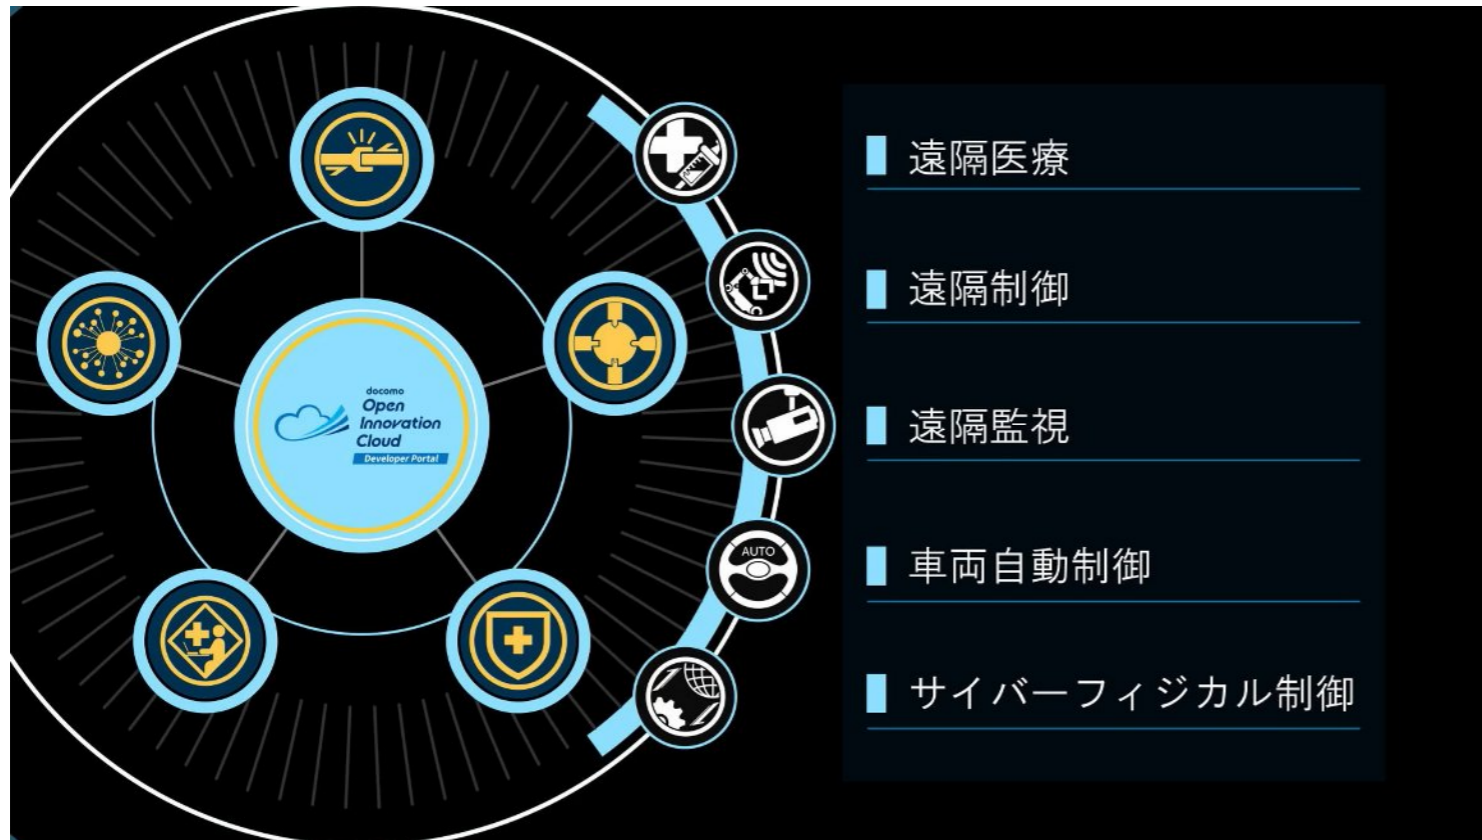 docomo
Open
Innovation
Cloud
Developer Portal
AUTO
遠隔医療
遠隔制御
遠隔監視
車両自動制御
サイバーフィジカル制御